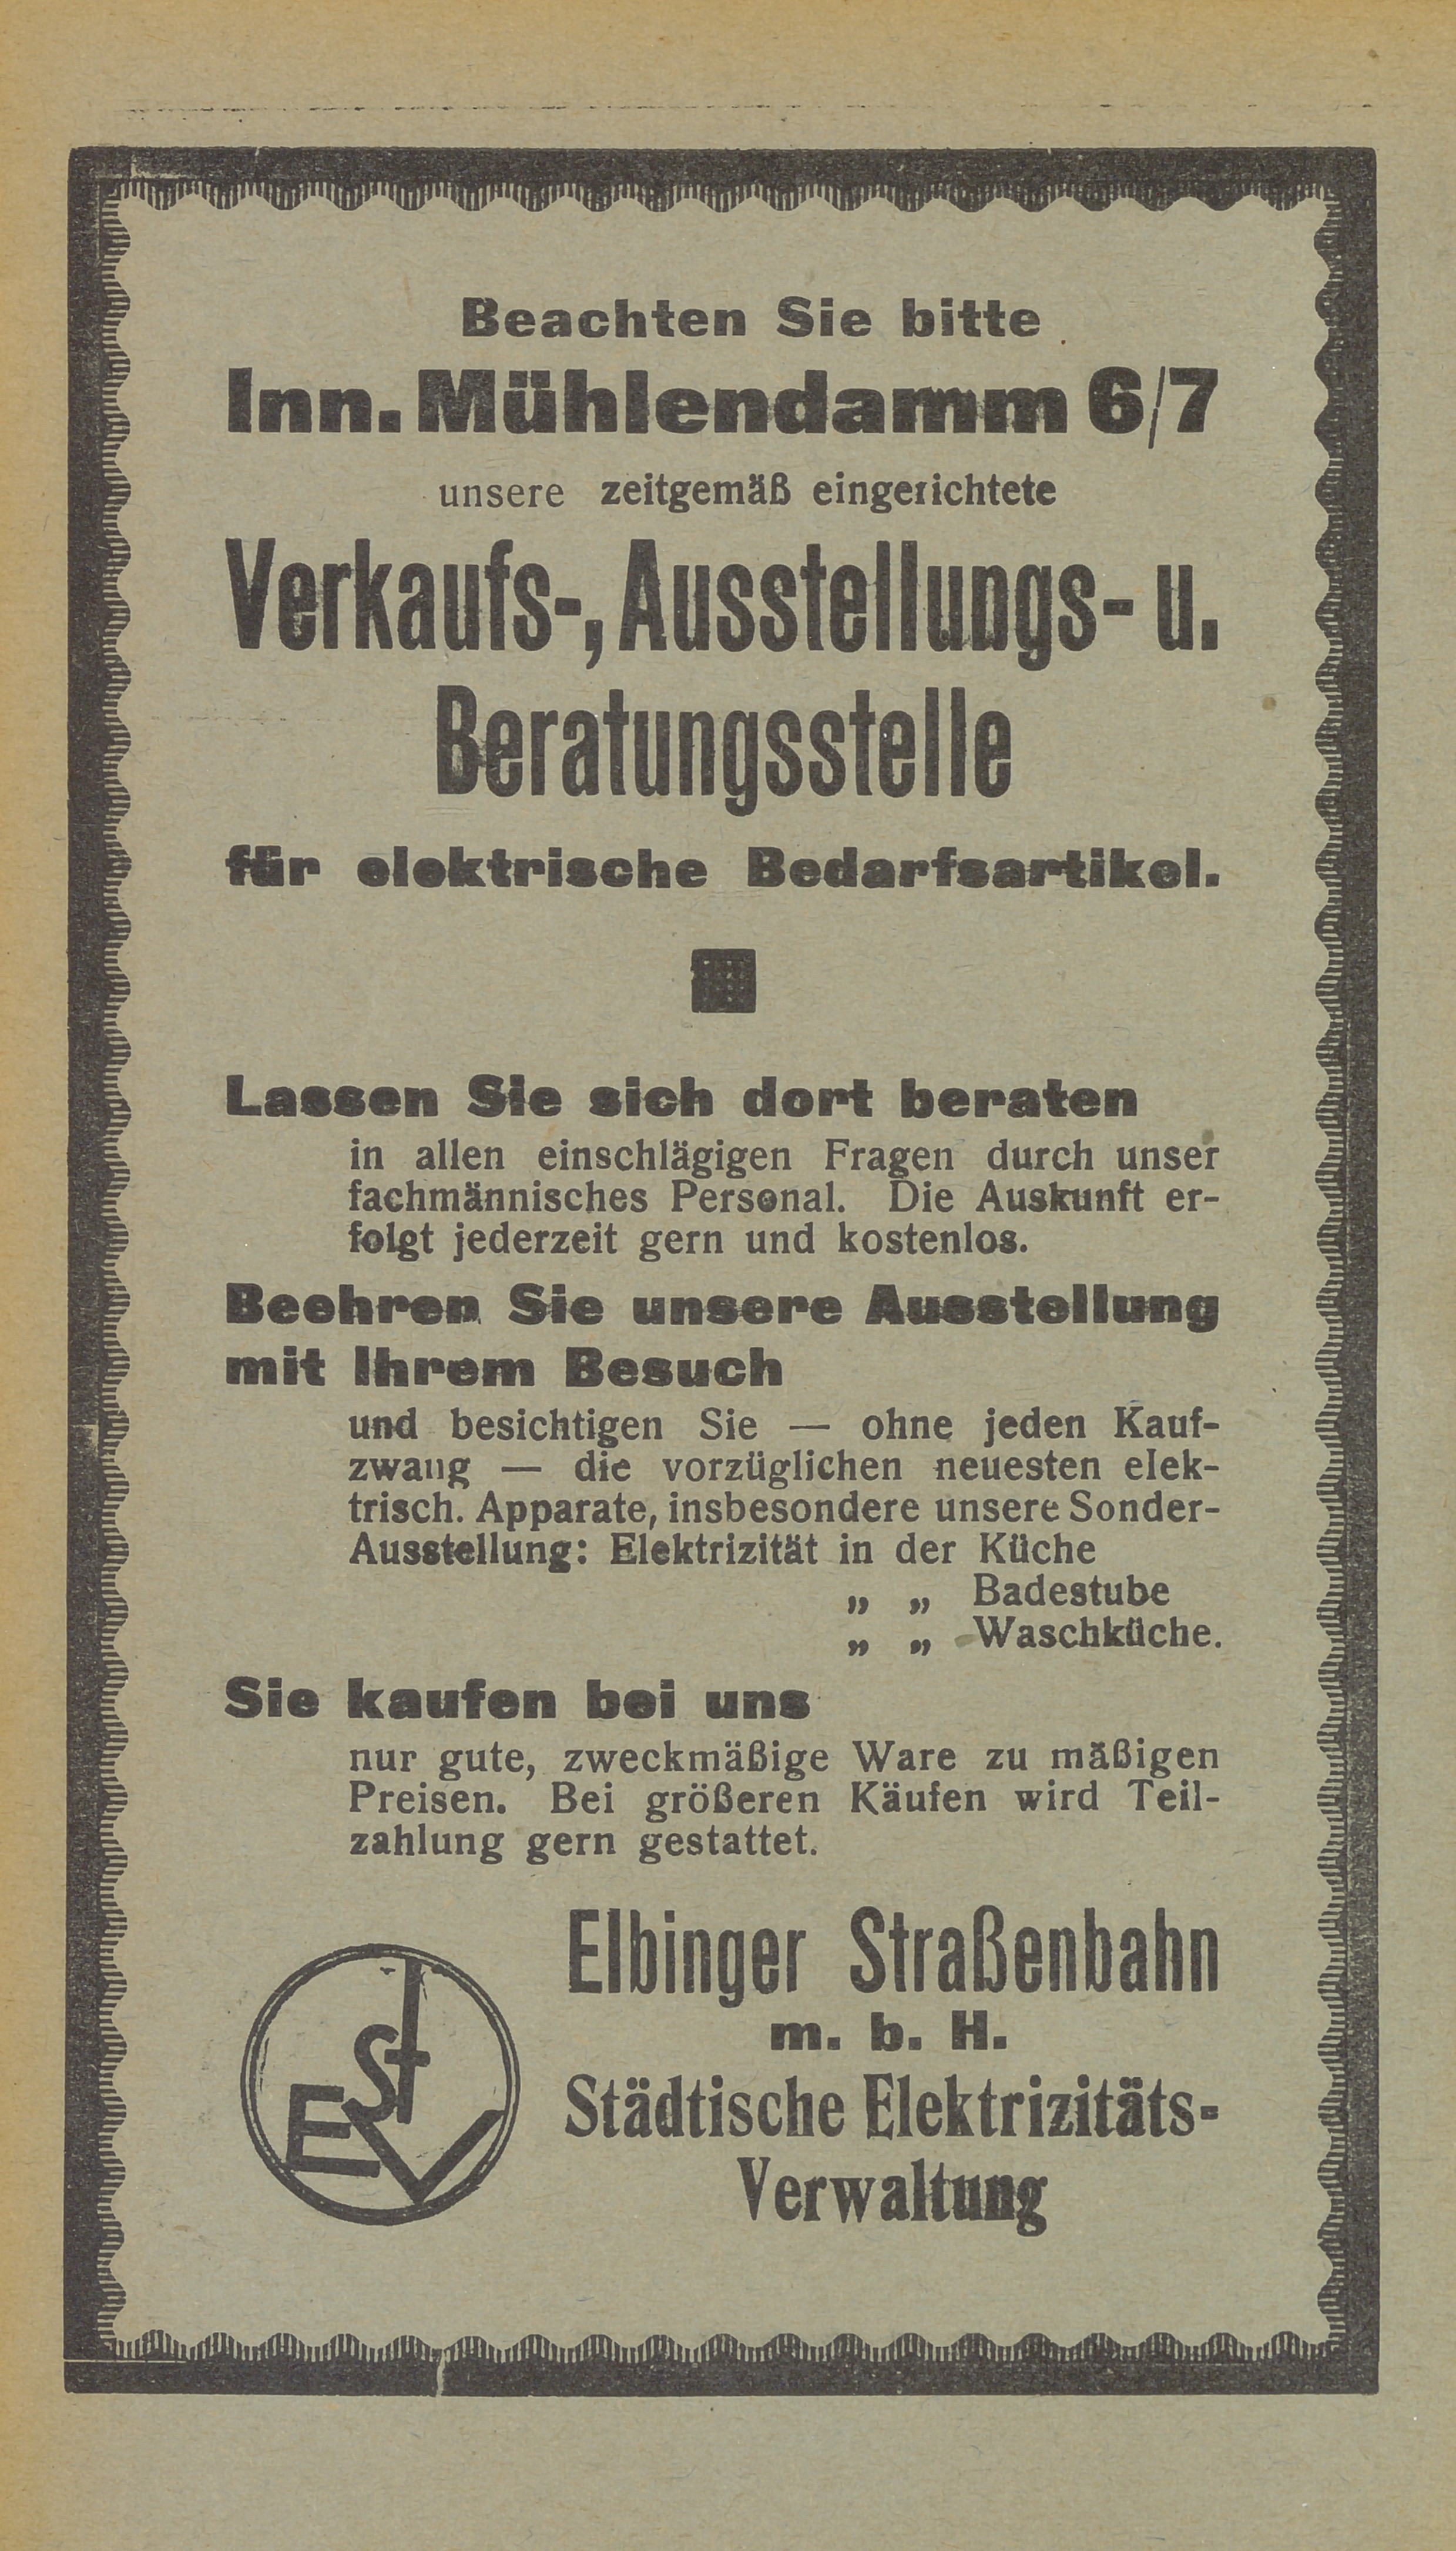 Beachten Sie bitte
Inn. Mühlendamm 6/7
unsere zeitgemäß eingerichtete
Verkaufs-, Ausstellungs- u.
Beratungsstelle
für elektrische Bedarfsartikel.
Lassen Sie sich dort beraten
in allen einschlägigen Fragen durch unser
fachmännisches Personal. Die Auskunft er-
folgt jederzeit gern und kostenlos.
Beehren Sie unsere Ausstellung
mit Ihrem Besuch
und besichtigen Sie — ohne jeden Kauf-
zwang — die vorzüglichen neuesten elek-
trisch. Apparate, insbesondere unsere Sonder-
Ausstellung: Elektrizität in der Küche
„ „ Badestube
„ „ Waschküche.
Sie kaufen bei uns
nur gute, zweckmäßige Ware zu mäßigen
Preisen. Bei größeren Käufen wird Teil-
zahlung gern gestattet.
Elbinger Straßenbahn
m. b. H.
Städtische Elektrizitäts-
Verwaltung
EStV